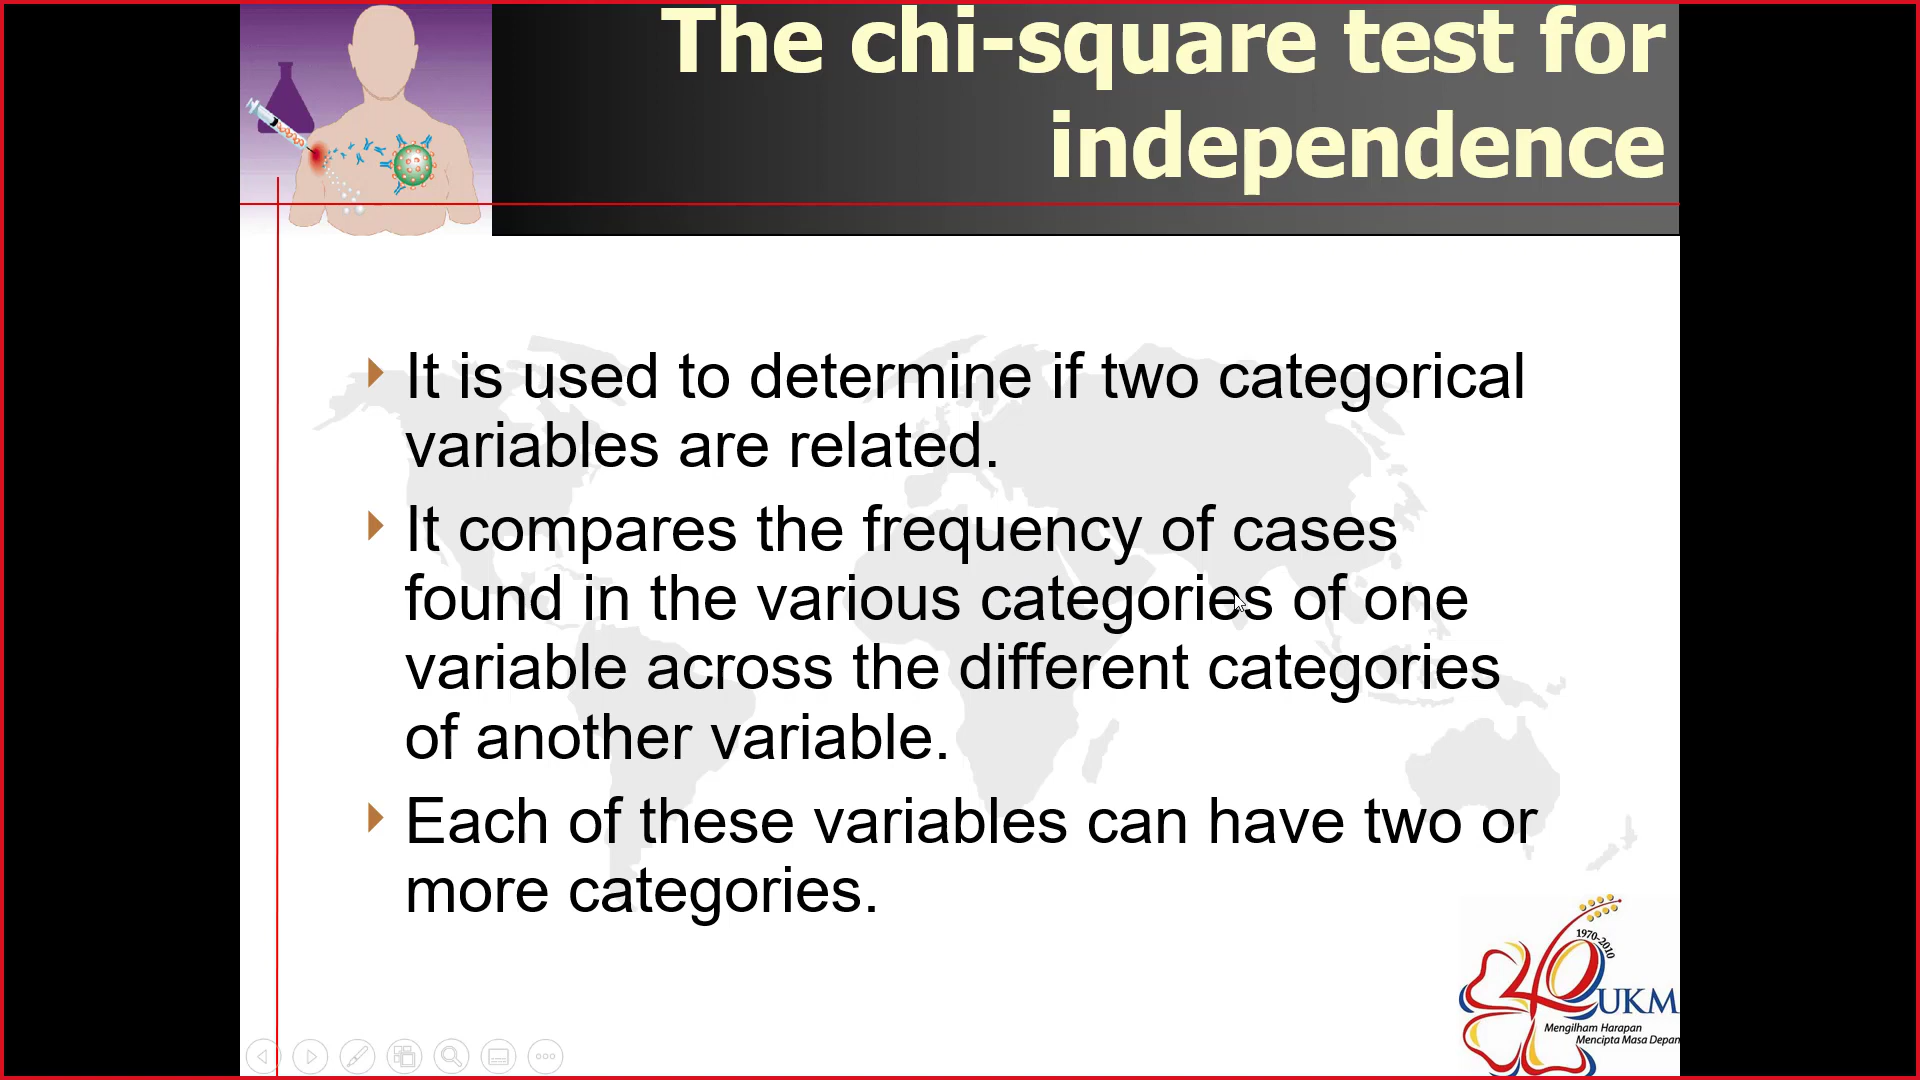 The chi-square test for
independence
It is used to determine if two categorical
variables are related.
It compares the frequency of cases
found in the various categories of one
variable across the different categories
of another variable.
Each of these variables can have two or
more categories.
1970-2010
40 UKM
Mengilham Harapan
Mencipta Masa Depan